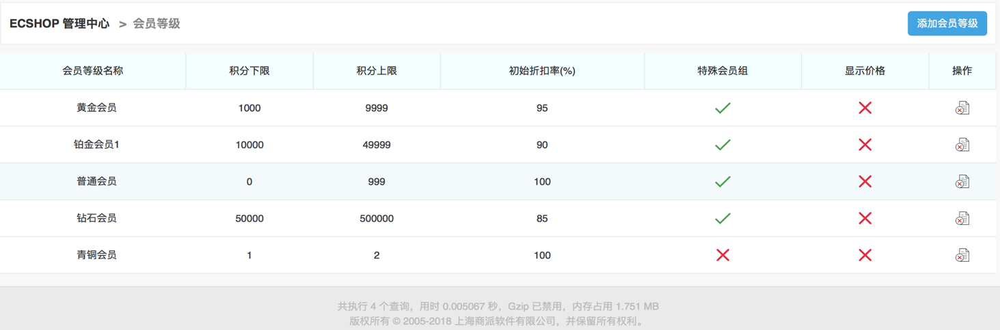 ECSHOP 管理中心 > 会员等级 添加会员等级
会员等级名称 积分下限 积分上限 初始折扣率(%) 特殊会员组 显示价格 操作
黄金会员 1000 9999 95
铂金会员1 10000 49999 90
普通会员 0 999 100
钻石会员 50000 500000 85
青铜会员 1 2 100
共执行 4 个查询，用时 0.005067 秒，Gzip 已禁用，内存占用 1.751 MB
版权所有 © 2005-2018 上海商派软件有限公司，并保留所有权利。